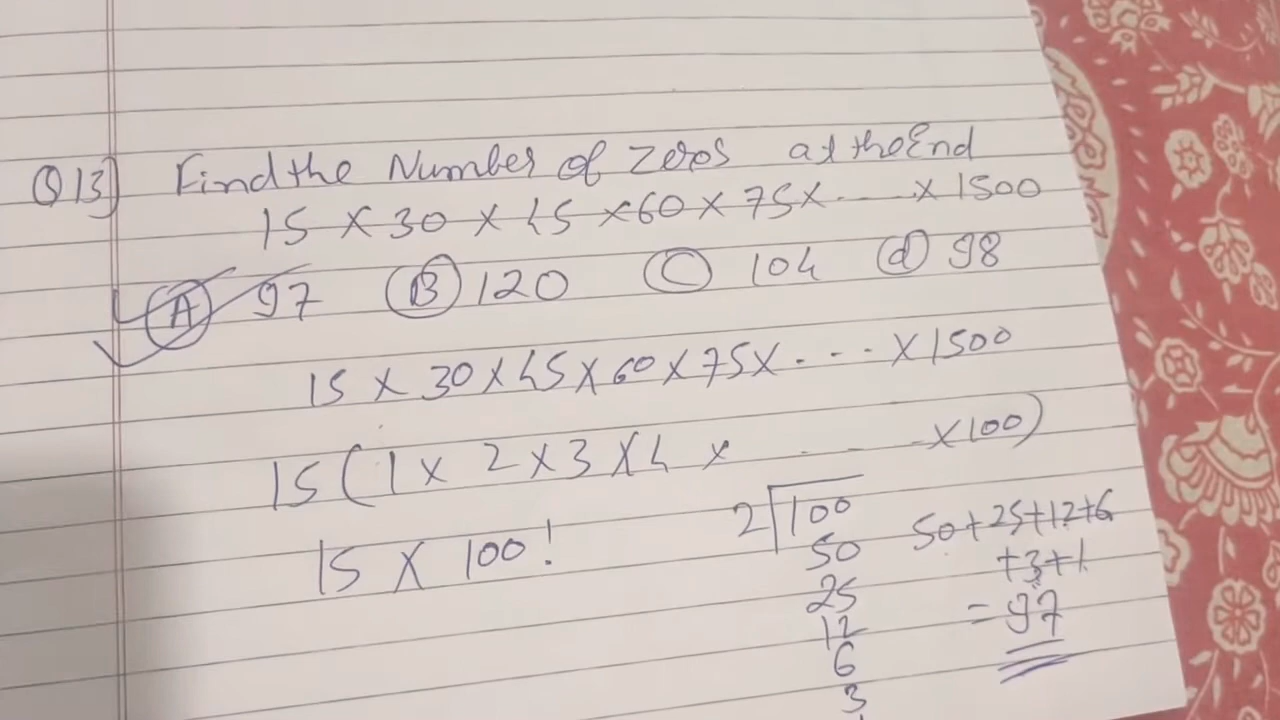 Q13] Find the Number of zeros at the End
15 × 30 × 45 × 60 × 75 × ..... × 1500
A 97 B 120 C 104 d 98
15 × 30 × 45 × 60 × 75 × .... × 1500
15 ( 1 × 2 × 3 × 4 × ... × 100 )
15 × 100!
2 100
50
25
12
6
3
50+25+12+6
+3+1
= 97